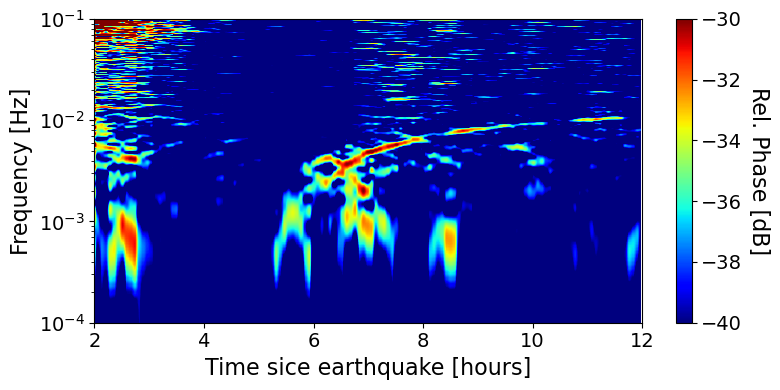 Frequency [Hz]
10⁻¹
10⁻²
10⁻³
10⁻⁴
2 4 6 8 10 12
Time sice earthquake [hours]
−30
−32
−34
−36
−38
−40
Rel. Phase [dB]